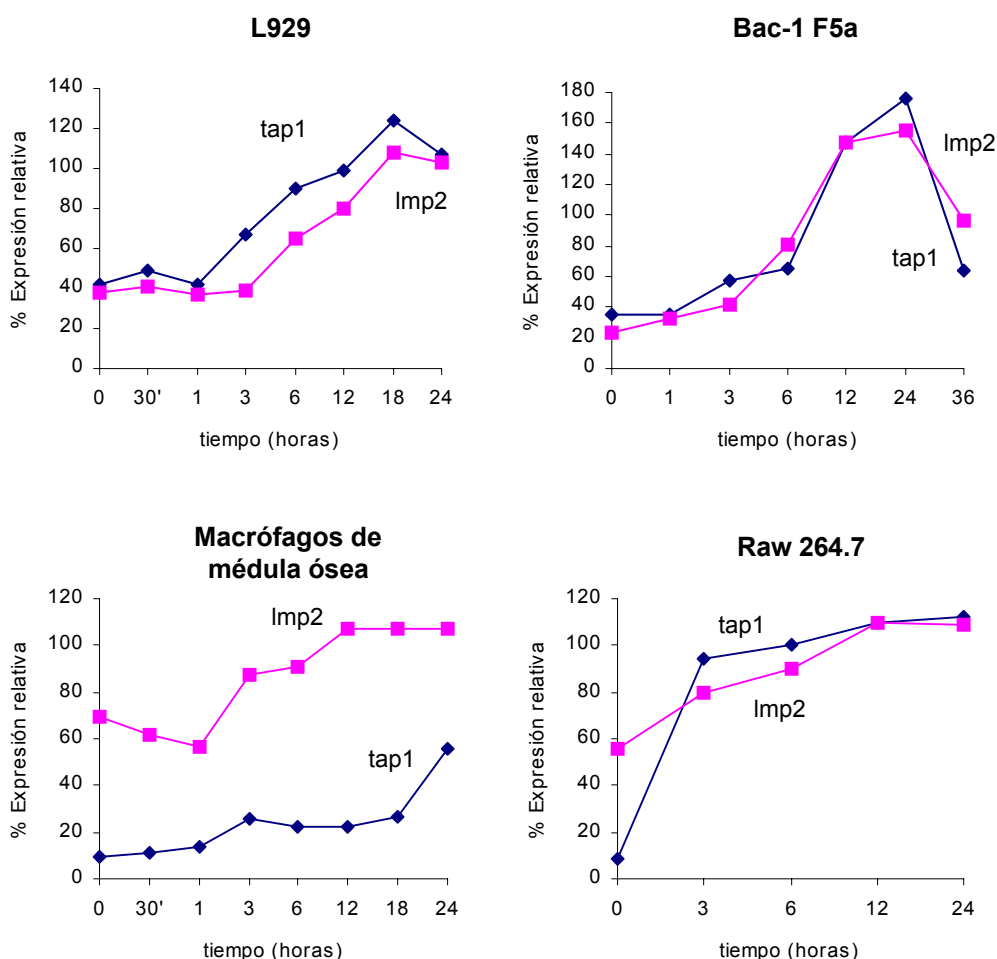 L929
140
120
100
80
60
40
20
0
% Expresión relativa
tap1
lmp2
0 30' 1 3 6 12 18 24
tiempo (horas)
Bac-1 F5a
180
160
140
120
100
80
60
40
20
0
% Expresión relativa
lmp2
tap1
0 1 3 6 12 24 36
tiempo (horas)
Macrófagos de
médula ósea
120
100
80
60
40
20
0
% Expresión relativa
lmp2
tap1
0 30' 1 3 6 12 18 24
tiempo (horas)
Raw 264.7
120
100
80
60
40
20
0
% Expresión relativa
tap1
lmp2
0 3 6 12 24
tiempo (horas)